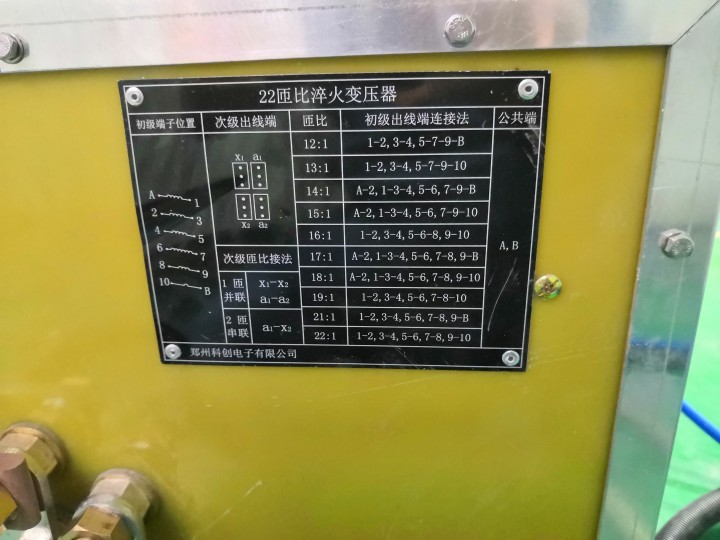 22匝比淬火变压器
初级端子位置 次级出线端 匝比 初级出线端连接法 公共端
12:1 1-2,3-4,5-7-9-B
13:1 1-2,3-4,5-7-9-10
14:1 A-2,1-3-4,5-6,7-9-B
15:1 A-2,1-3-4,5-6,7-9-10
16:1 1-2,3-4,5-6-8,9-10
17:1 A-2,1-3-4,5-6,7-8,9-B
18:1 A-2,1-3-4,5-6,7-8,9-10
19:1 1-2,3-4,5-6,7-8-10
21:1 1-2,3-4,5-6,7-8,9-B
22:1 1-2,3-4,5-6,7-8,9-10
A,B
x₁ a₁
x₂ a₂
A 1
2 3
4 5
6 7
8 9
10 B
次级匝比接法
1 匝
并联
x₁-x₂
a₁-a₂
2 匝
串联
a₁-x₂
郑州科创电子有限公司